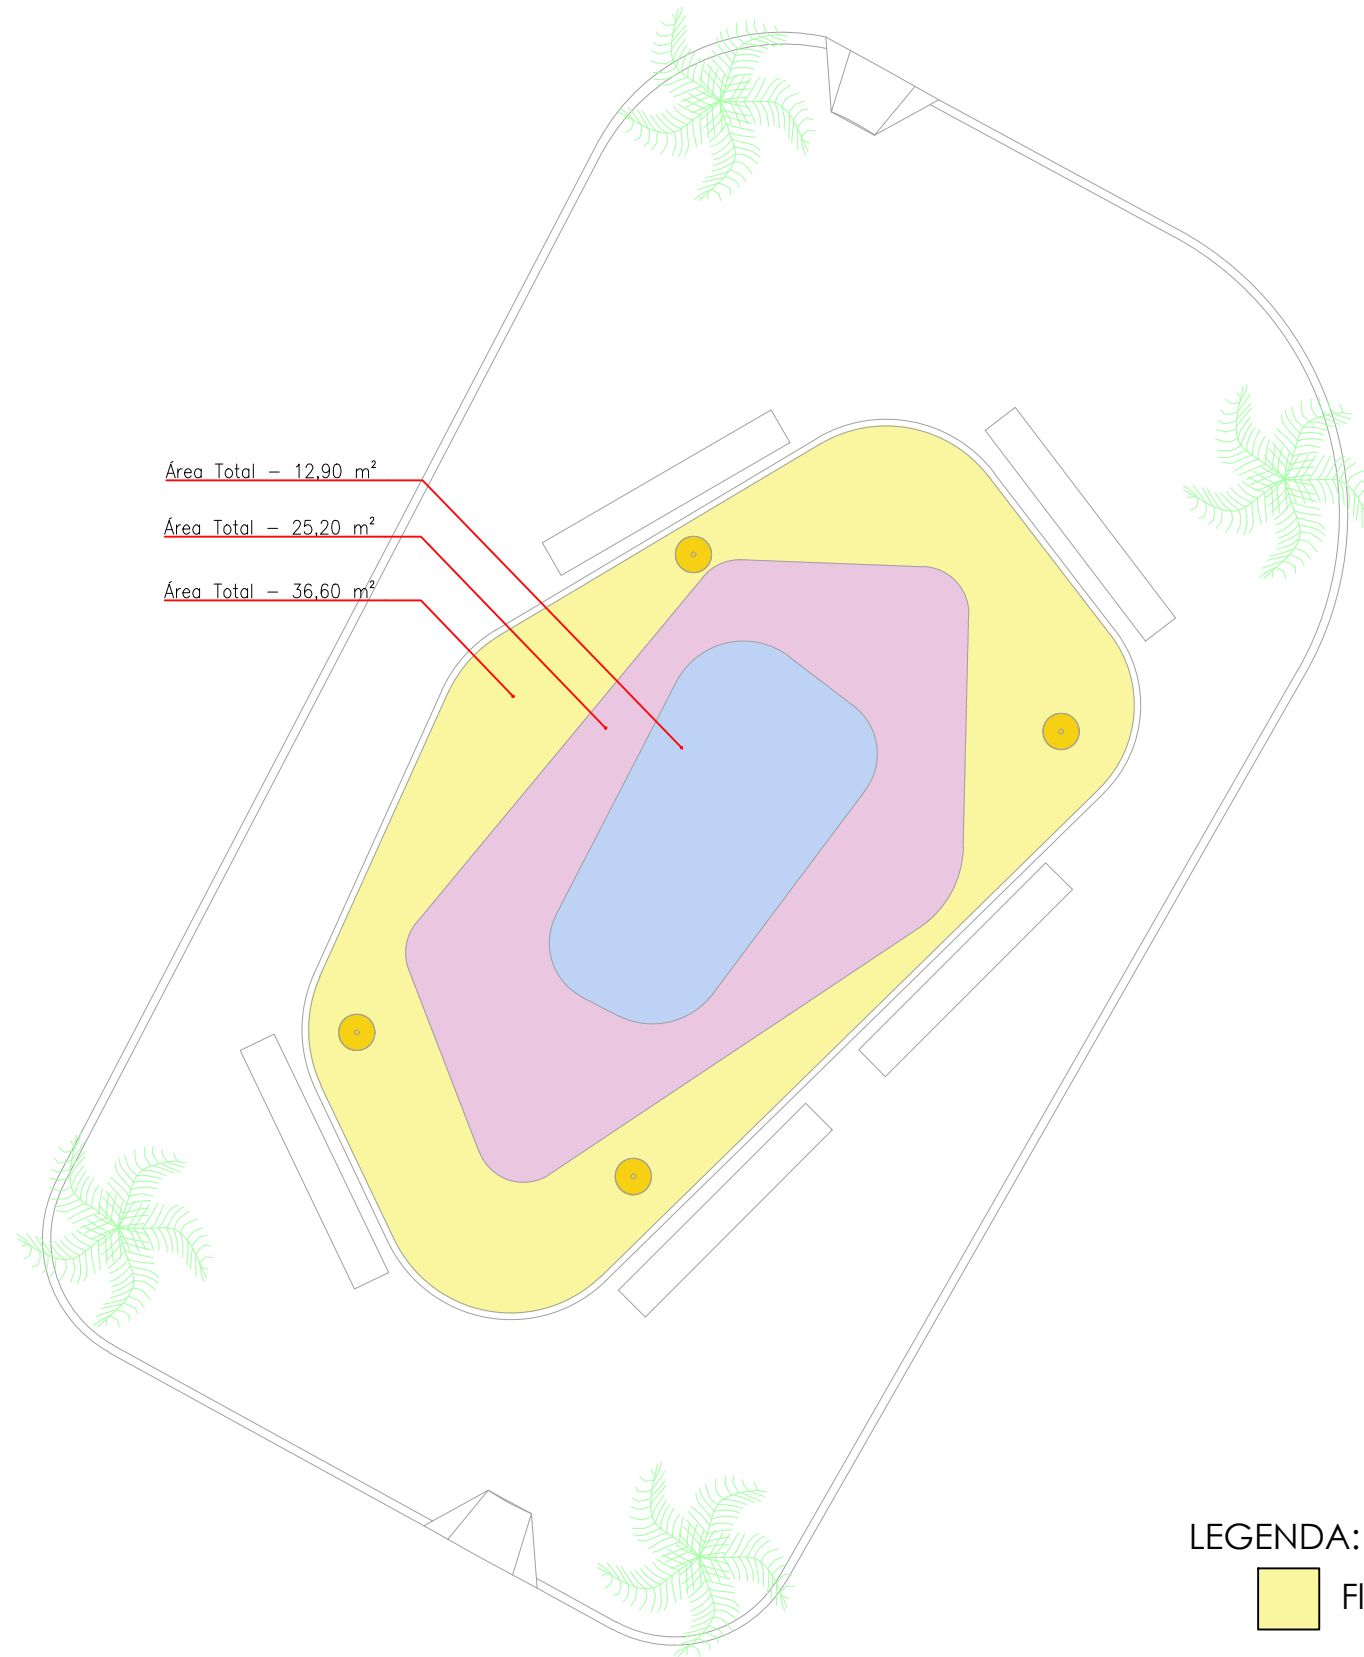 Área Total - 12,90 m²
Área Total - 25,20 m²
Área Total - 36,60 m²
LEGENDA: